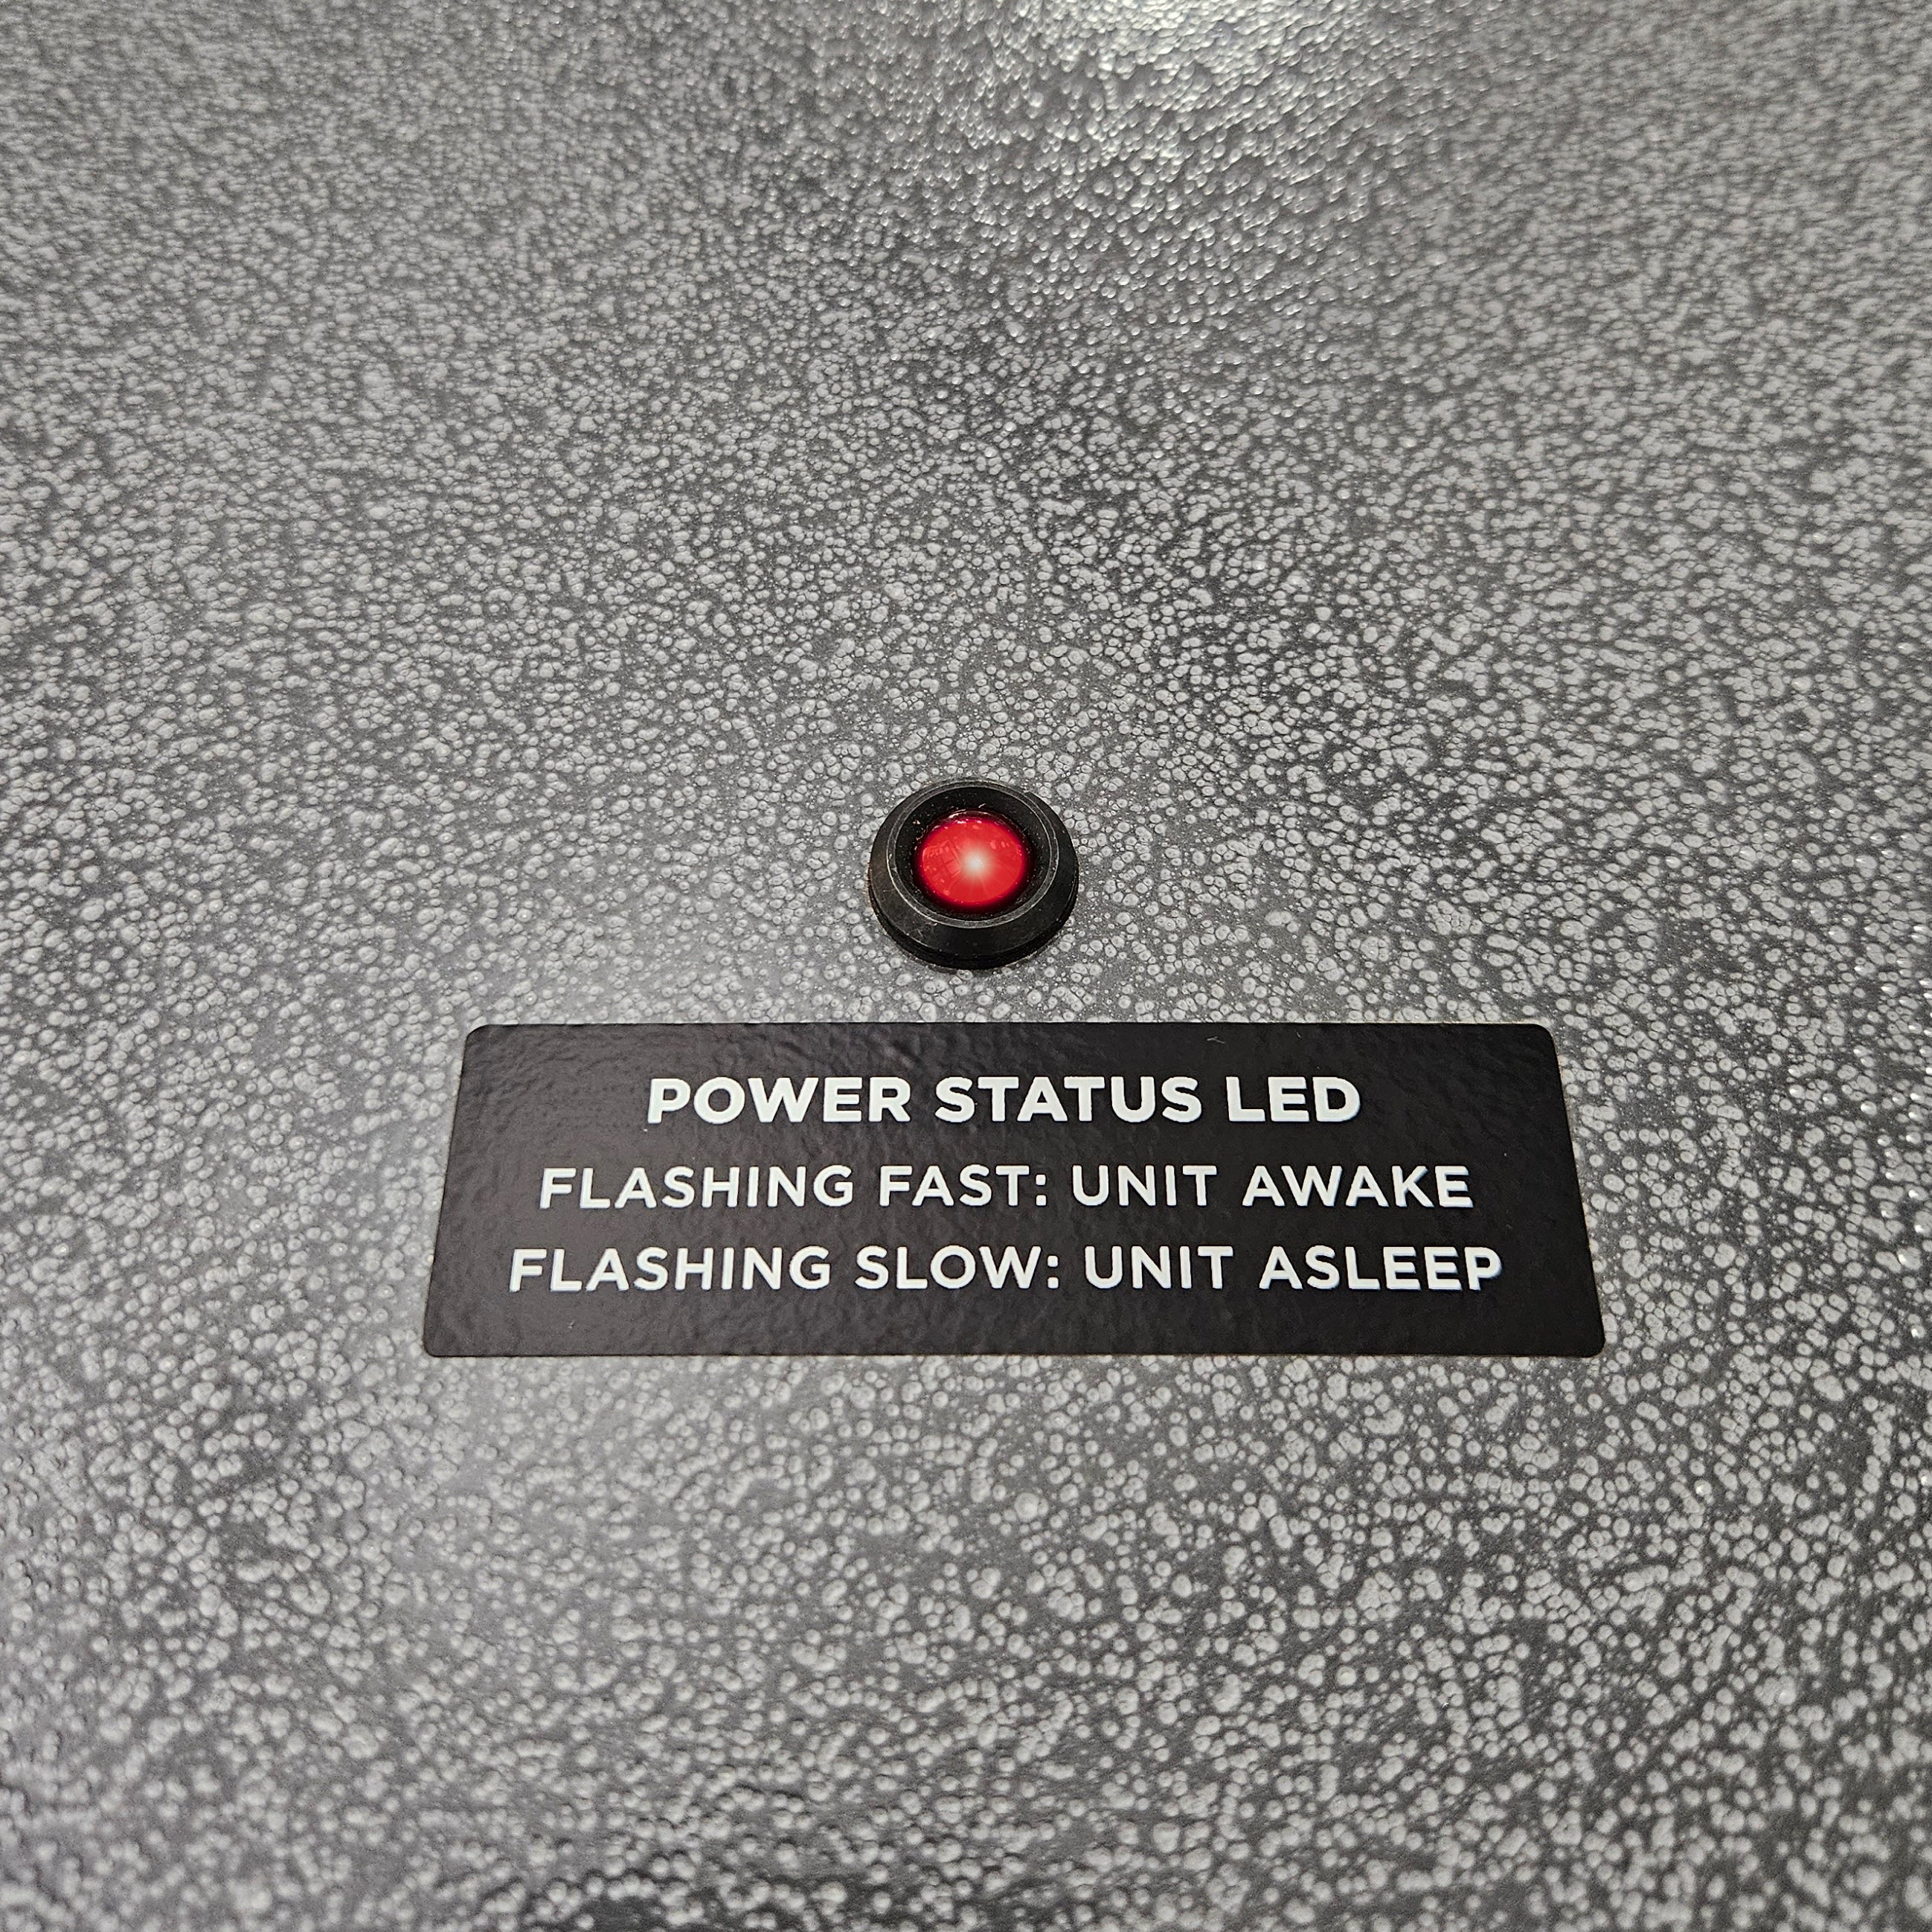 POWER STATUS LED
FLASHING FAST: UNIT AWAKE
FLASHING SLOW: UNIT ASLEEP